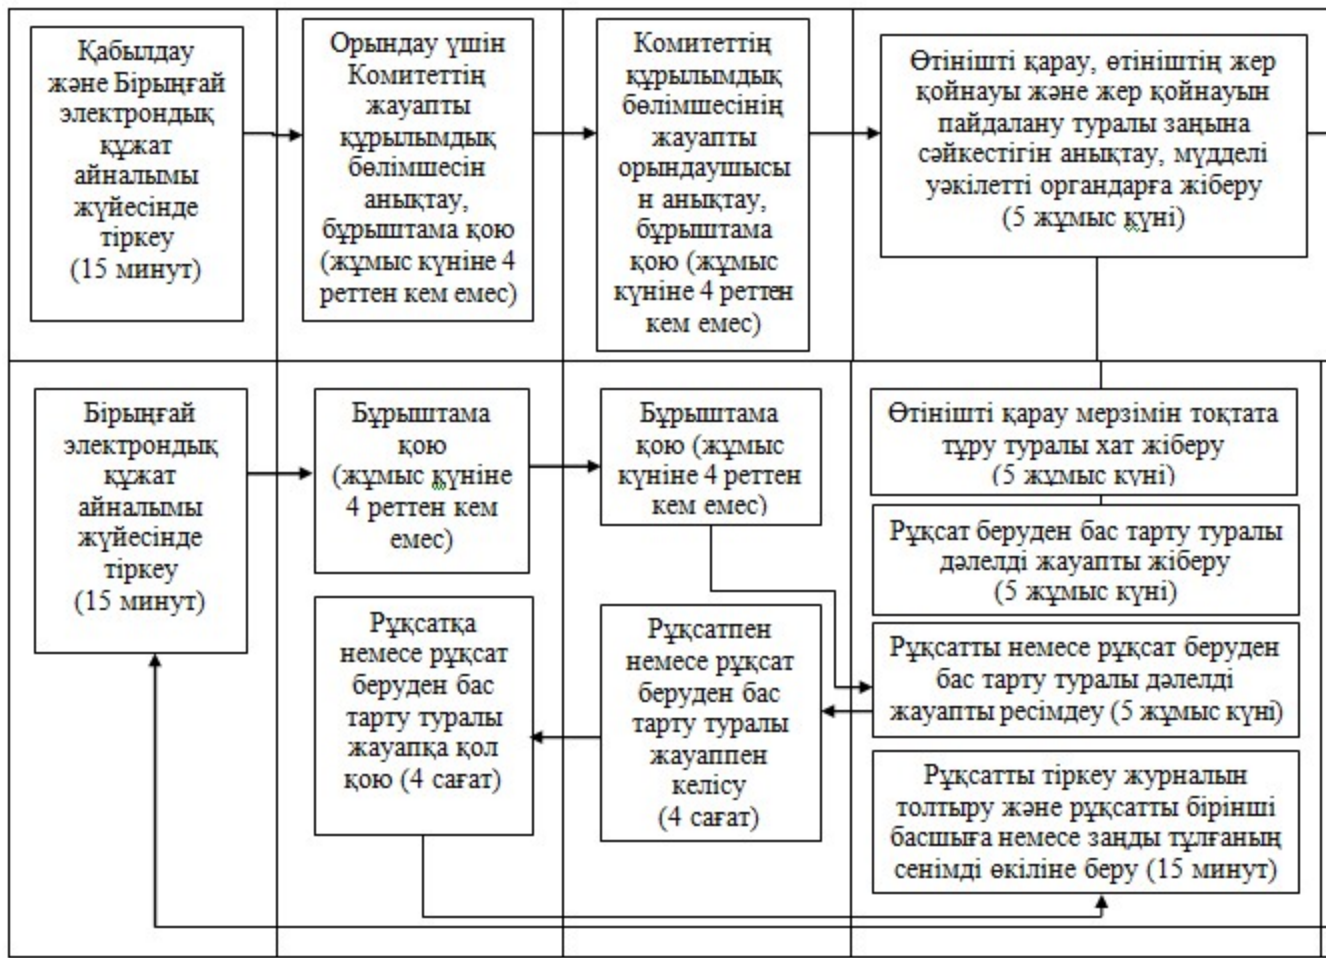 Қабылдау
және Бірыңғай
электрондық
құжат
айналымы
жүйесінде
тіркеу
(15 минут)
Орындау үшін
Комитеттің
жауапты
құрылымдық
бөлімшесін
анықтау,
бұрыштама қою
(жұмыс күніне 4
реттен кем емес)
Комитеттің
құрылымдық
бөлімшесінің
жауапты
орындаушысы
н анықтау,
бұрыштама
қою (жұмыс
күніне 4 реттен
кем емес)
Өтінішті қарау, өтініштің жер
қойнауы және жер қойнауын
пайдалану туралы заңына
сәйкестігін анықтау, мүдделі
уәкілетті органдарға жіберу
(5 жұмыс күні)
Бірыңғай
электрондық
құжат
айналымы
жүйесінде
тіркеу
(15 минут)
Бұрыштама
қою
(жұмыс күніне
4 реттен кем
емес)
Бұрыштама
қою (жұмыс
күніне 4 реттен
кем емес)
Өтінішті қарау мерзімін тоқтата
тұру туралы хат жіберу
(5 жұмыс күні)
Рұқсат беруден бас тарту туралы
дәлелді жауапты жіберу
(5 жұмыс күні)
Рұқсатқа
немесе рұқсат
беруден бас
тарту туралы
жауапқа қол
қою (4 сағат)
Рұқсатпен
немесе рұқсат
беруден бас
тарту туралы
жауаппен
келісу
(4 сағат)
Рұқсатты немесе рұқсат беруден
бас тарту туралы дәлелді
жауапты ресімдеу (5 жұмыс күні)
Рұқсатты тіркеу журналын
толтыру және рұқсатты бірінші
басшыға немесе заңды тұлғаның
сенімді өкіліне беру (15 минут)